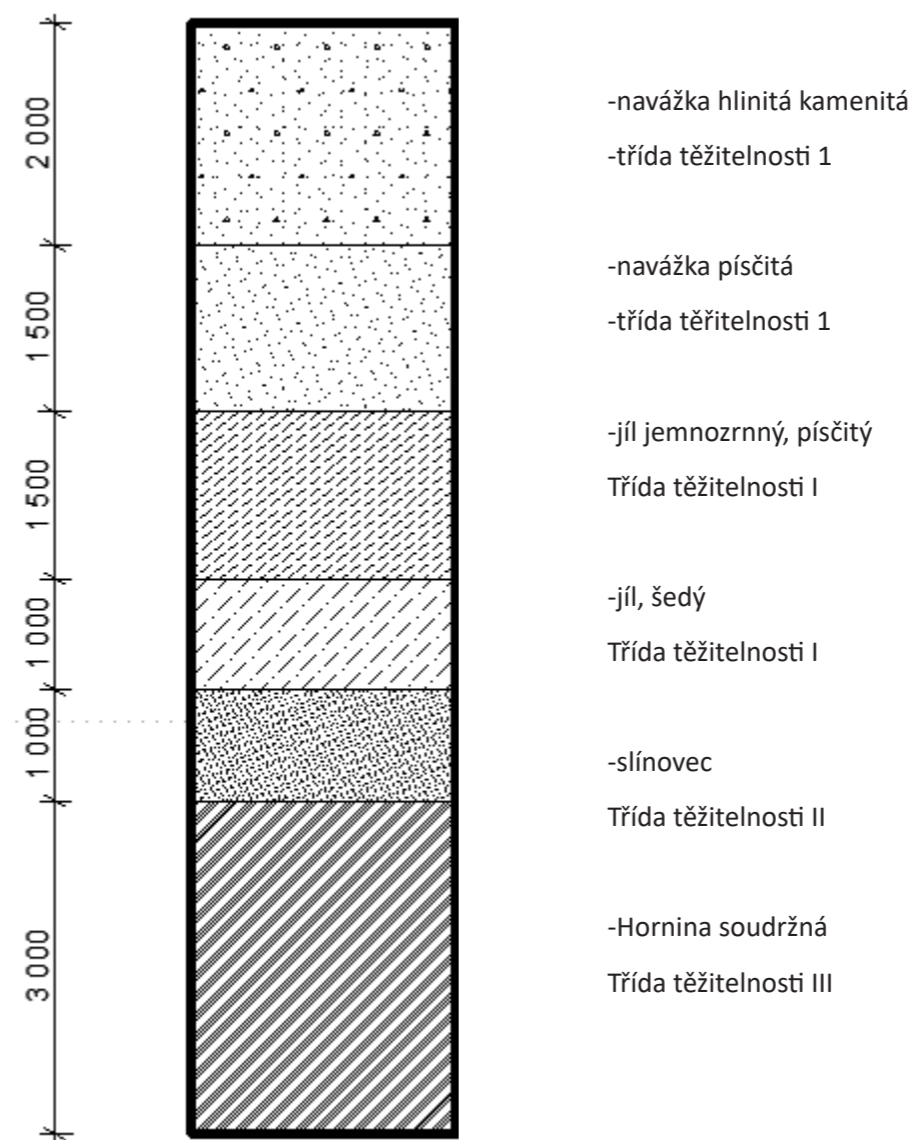 2 000
-navážka hlinitá kamenitá
-třída těžitelnosti 1
1 500
-navážka písčitá
-třída těřitelnosti 1
1 500
-jíl jemnozrnný, písčitý
Třída těžitelnosti I
1 000
-jíl, šedý
Třída těžitelnosti I
1 000
-slínovec
Třída těžitelnosti II
3 000
-Hornina soudržná
Třída těžitelnosti III